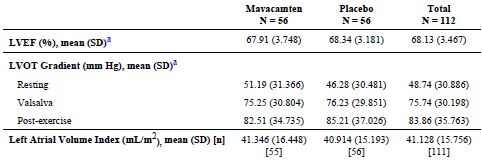 Mavacamten Placebo Total
N = 56 N = 56 N = 112
LVEF (%), mean (SD)a 67.91 (3.748) 68.34 (3.181) 68.13 (3.467)
LVOT Gradient (mm Hg), mean (SD)a
Resting 51.19 (31.366) 46.28 (30.481) 48.74 (30.886)
Valsalva 75.25 (30.804) 76.23 (29.851) 75.74 (30.198)
Post-exercise 82.51 (34.735) 85.21 (37.026) 83.86 (35.763)
Left Atrial Volume Index (mL/m2), mean (SD) [n] 41.346 (16.448) 40.914 (15.193) 41.128 (15.756)
[55] [56] [111]